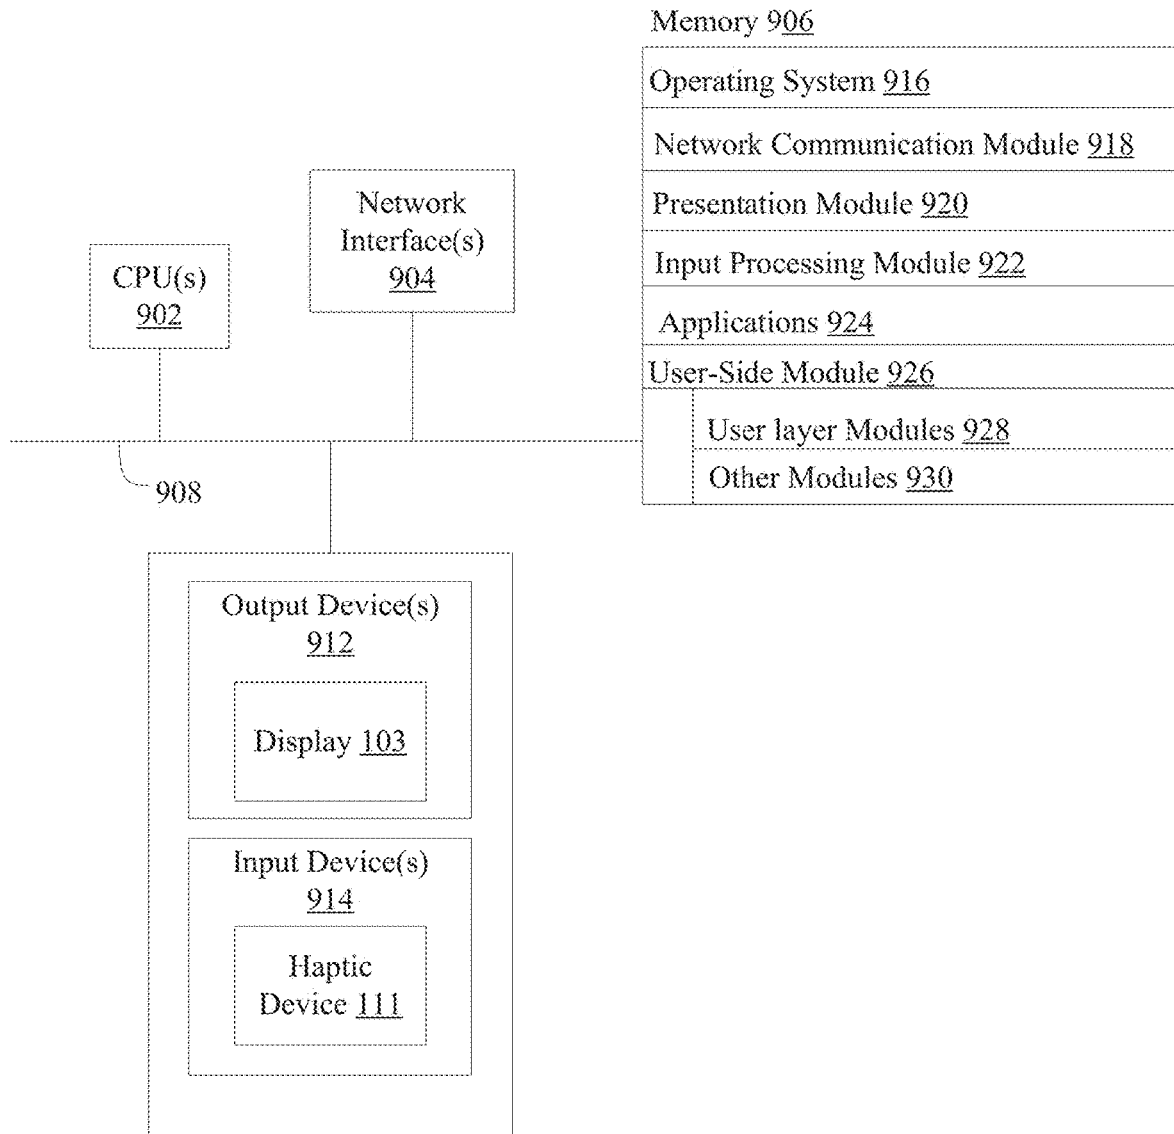 Memory 906
Operating System 916
Network Communication Module 918
Presentation Module 920
Input Processing Module 922
Applications 924
User-Side Module 926
User layer Modules 928
Other Modules 930
Network
Interface(s)
904
CPU(s)
902
908
Output Device(s)
912
Display 103
Input Device(s)
914
Haptic
Device 111